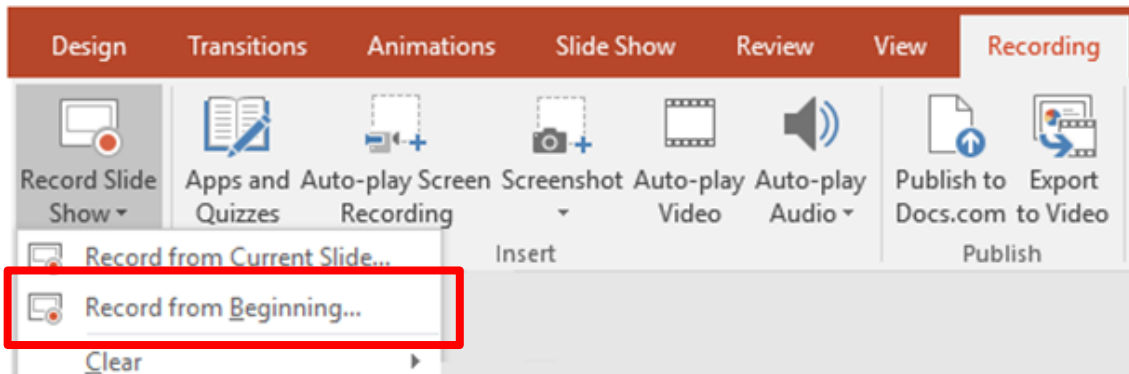 Design Transitions Animations Slide Show Review View Recording
Record Slide Show
Apps and Quizzes
Auto-play Screen Recording
Screenshot
Auto-play Video
Auto-play Audio
Publish to Docs.com
Export to Video
Insert
Publish
Record from Current Slide...
Record from Beginning...
Clear